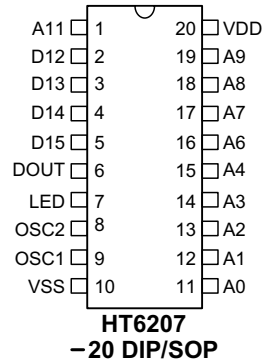 A11 1 20 VDD
D12 2 19 A9
D13 3 18 A8
D14 4 17 A7
D15 5 16 A6
DOUT 6 15 A4
LED 7 14 A3
OSC2 8 13 A2
OSC1 9 12 A1
VSS 10 11 A0
HT6207
–20 DIP/SOP